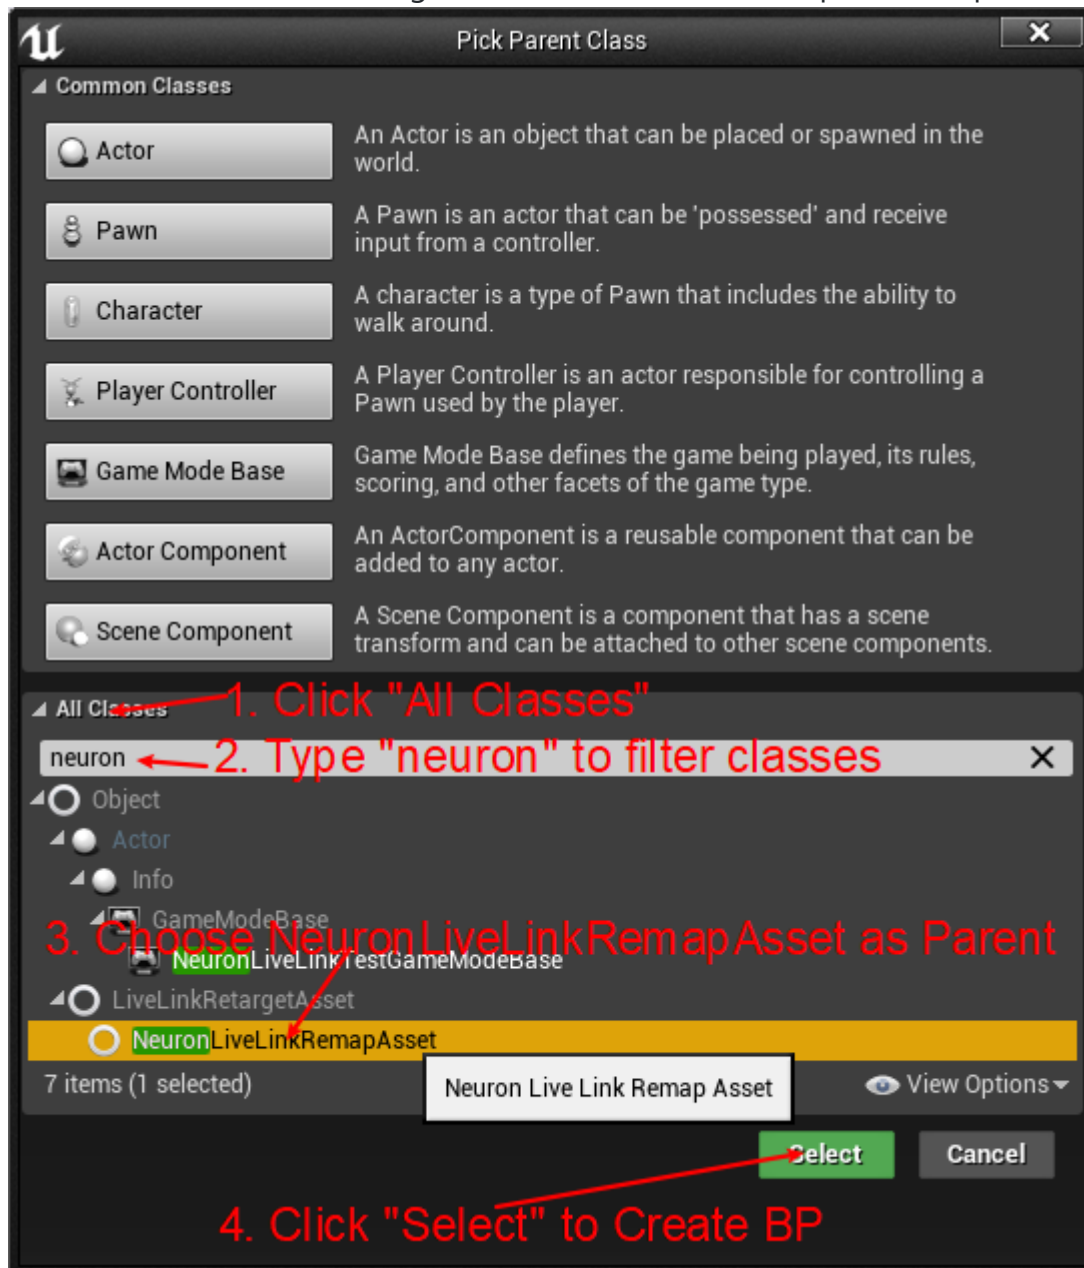 Pick Parent Class
Common Classes
Actor
An Actor is an object that can be placed or spawned in the
world.
Pawn
A Pawn is an actor that can be 'possessed' and receive
input from a controller.
Character
A character is a type of Pawn that includes the ability to
walk around.
Player Controller
A Player Controller is an actor responsible for controlling a
Pawn used by the player.
Game Mode Base
Game Mode Base defines the game being played, its rules,
scoring, and other facets of the game type.
Actor Component
An ActorComponent is a reusable component that can be
added to any actor.
Scene Component
A Scene Component is a component that has a scene
transform and can be attached to other scene components.
All Classes
1. Click "All Classes"
neuron
2. Type "neuron" to filter classes
Object
Actor
Info
GameModeBase
3. Choose NeuronLiveLinkRemapAsset as Parent
NeuronLiveLinkTestGameModeBase
LiveLinkRetargetAsset
NeuronLiveLinkRemapAsset
7 items (1 selected)
Neuron Live Link Remap Asset
View Options
Select
Cancel
4. Click "Select" to Create BP